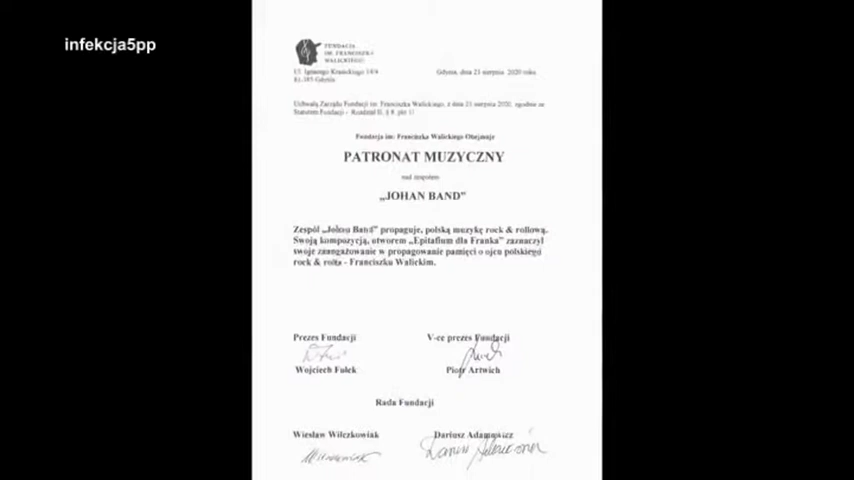 infekcja5pp
FUNDACJA
IM. FRANCISZKA
WALICKIEGO
Ul. Ignacego Krasickiego
Gdynia
Gdynia, dnia 21 sierpnia 2020 roku
Uchwałą Zarządu Fundacji im. Franciszka Walickiego, z dnia 21 sierpnia 2020, zgodnie ze
Statutem Fundacji - Rozdział II, § 8, pkt
Fundacja im: Franciszka Walickiego Obejmuje
PATRONAT MUZYCZNY
nad zespołem
„JOHAN BAND”
Zespół „Johan Band” propaguje, polską muzykę rock & rollową.
Swoją kompozycją, utworem „Epitafium dla Franka” zaznaczył
swoje zaangażowanie w propagowanie pamięci o ojcu polskiego
rock & rolla - Franciszku Walickim.
Prezes Fundacji
V-ce prezes Fundacji
Wojciech Fułek
Piotr Artwich
Rada Fundacji
Wiesław Wilczkowiak
Dariusz Adamowicz